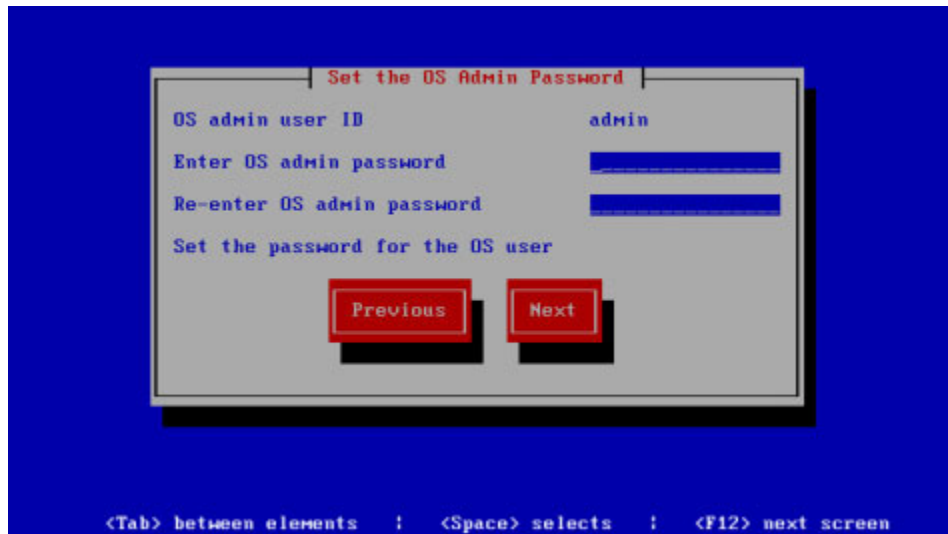 Set the OS Admin Password
OS admin user ID admin
Enter OS admin password
Re-enter OS admin password
Set the password for the OS user
Previous Next
<Tab> between elements ¦ <Space> selects ¦ <F12> next screen